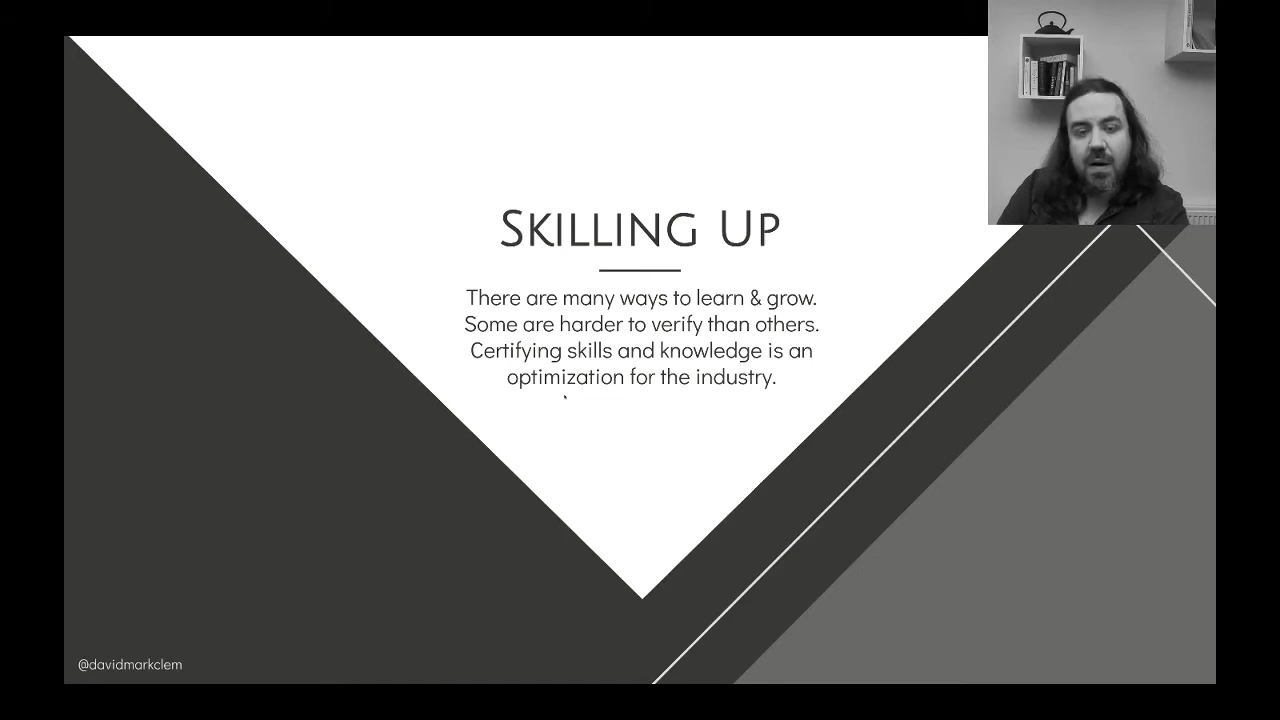 Skilling Up
There are many ways to learn & grow.
Some are harder to verify than others.
Certifying skills and knowledge is an
optimization for the industry.
@davidmarkclem